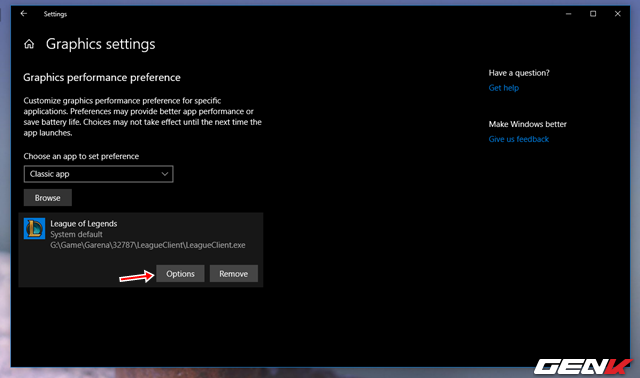 Settings
Graphics settings
Graphics performance preference
Customize graphics performance preference for specific
applications. Preferences may provide better app performance or
save battery life. Choices may not take effect until the next time the
app launches.
Choose an app to set preference
Classic app
Browse
League of Legends
System default
G:\Game\Garena\32787\LeagueClient\LeagueClient.exe
Options
Remove
Have a question?
Get help
Make Windows better
Give us feedback
GENK